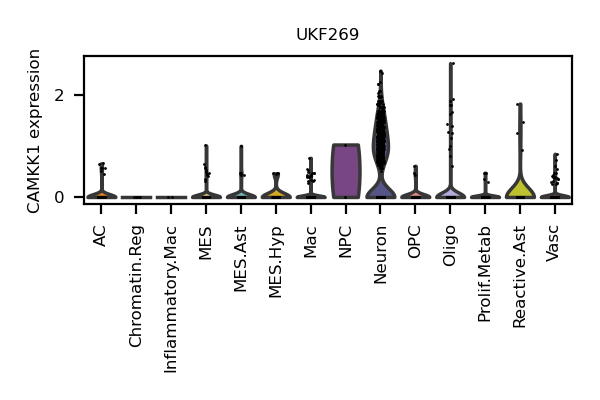 UKF269
CAMKK1 expression
2
0
AC
Chromatin.Reg
Inflammatory.Mac
MES
MES.Ast
MES.Hyp
Mac
NPC
Neuron
OPC
Oligo
Prolif.Metab
Reactive.Ast
Vasc